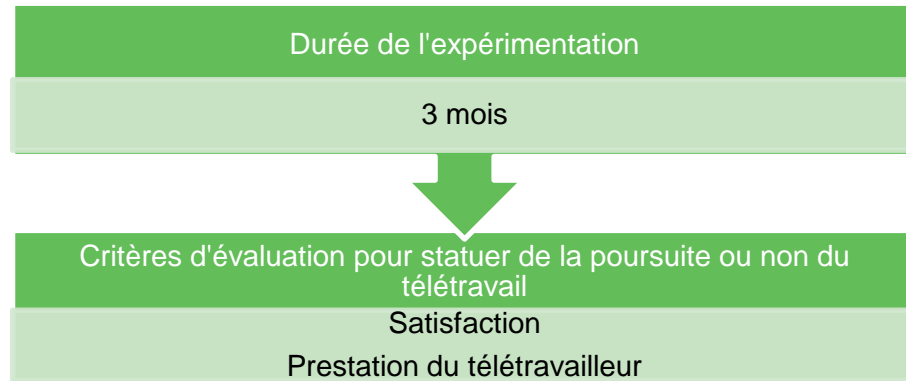 Durée de l'expérimentation
3 mois
Critères d'évaluation pour statuer de la poursuite ou non du
télétravail
Satisfaction
Prestation du télétravailleur